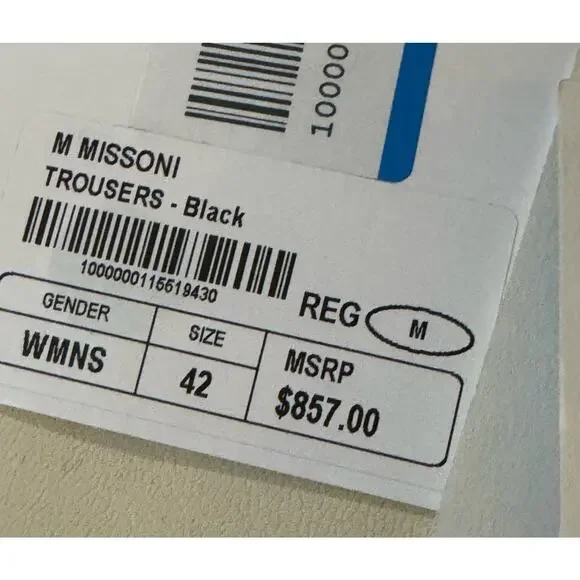 10000
M MISSONI
TROUSERS - Black
1000000115619430
REG M
GENDER
WMNS
SIZE
42
MSRP
$857.00